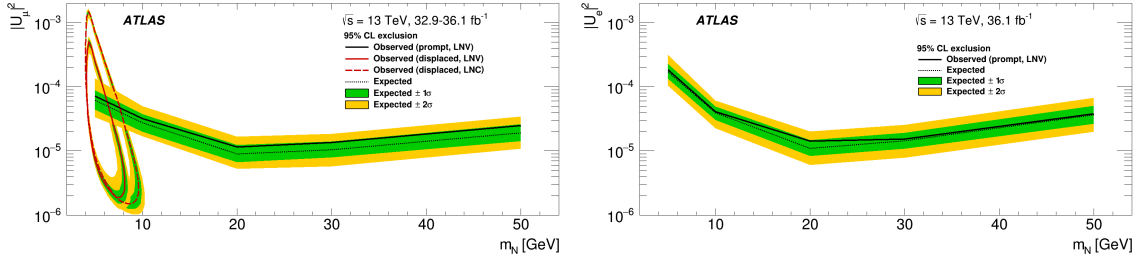 |U_μ|²
ATLAS
√s = 13 TeV, 32.9-36.1 fb⁻¹
95% CL exclusion
Observed (prompt, LNV)
Observed (displaced, LNV)
Observed (displaced, LNC)
Expected
Expected ± 1σ
Expected ± 2σ
10⁻³
10⁻⁴
10⁻⁵
10⁻⁶
10 20 30 40 50
m_N [GeV]
|U_e|²
ATLAS
√s = 13 TeV, 36.1 fb⁻¹
95% CL exclusion
Observed (prompt, LNV)
Expected
Expected ± 1σ
Expected ± 2σ
10⁻³
10⁻⁴
10⁻⁵
10⁻⁶
10 20 30 40 50
m_N [GeV]